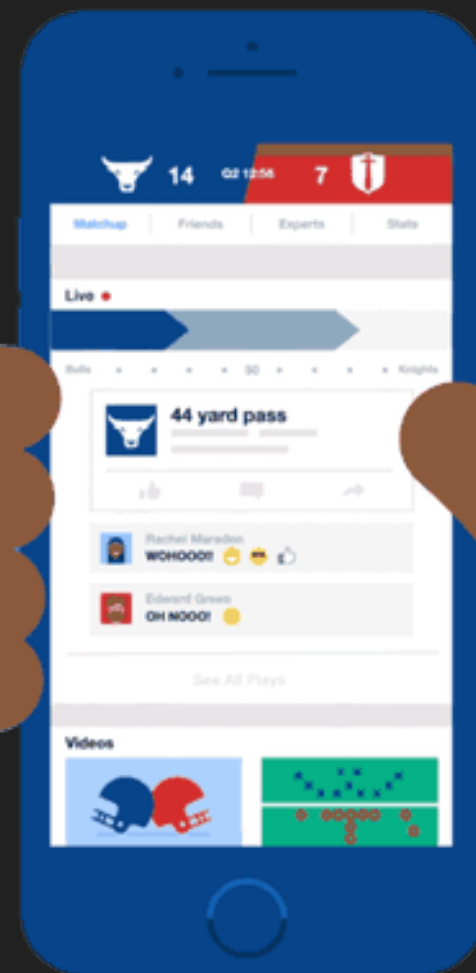 14 Q2 12:56 7
Matchup Friends Experts Stats
Live
Bulls 50 Knights
44 yard pass
Rachel Marsden
WOHOOO!!
Edward Green
OH NOOO!
See All Plays
Videos